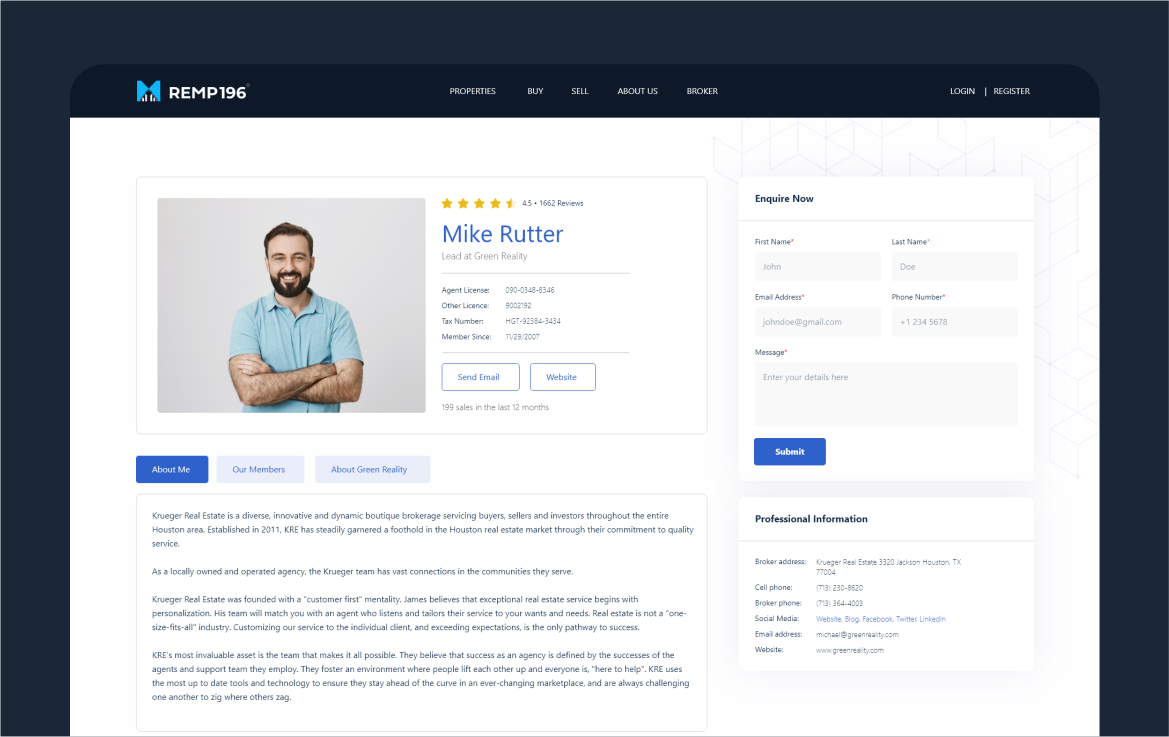 REMP196
PROPERTIES
BUY
SELL
ABOUT US
BROKER
LOGIN | REGISTER
4.5 • 1662 Reviews
Mike Rutter
Lead at Green Reality
Agent License: 090-0348-8346
Other Licence: 9002192
Tax Number: HGT-92384-3434
Member Since: 11/29/2007
Send Email
Website
199 sales in the last 12 months
About Me
Our Members
About Green Reality
Krueger Real Estate is a diverse, innovative and dynamic boutique brokerage servicing buyers, sellers and investors throughout the entire
Houston area. Established in 2011, KRE has steadily garnered a foothold in the Houston real estate market through their commitment to quality
service.
As a locally owned and operated agency, the Krueger team has vast connections in the communities they serve.
Krueger Real Estate was founded with a "customer first" mentality. James believes that exceptional real estate service begins with
personalization. His team will match you with an agent who listens and tailors their service to your wants and needs. Real estate is not a "one-
size-fits-all" industry. Customizing our service to the individual client, and exceeding expectations, is the only pathway to success.
KRE's most invaluable asset is the team that makes it all possible. They believe that success as an agency is defined by the successes of the
agents and support team they employ. They foster an environment where people lift each other up and everyone is, "here to help". KRE uses
the most up to date tools and technology to ensure they stay ahead of the curve in an ever-changing marketplace, and are always challenging
one another to zig where others zag.
Enquire Now
First Name*
Last Name*
John
Doe
Email Address*
Phone Number*
johndoe@gmail.com
+1 234 5678
Message*
Enter your details here
Submit
Professional Information
Broker address: Krueger Real Estate 3320 Jackson Houston, TX
77004
Cell phone: (713) 230-8620
Broker phone: (713) 364-4003
Social Media: Website, Blog, Facebook, Twitter, LinkedIn
Email address: michael@greenreality.com
Website: www.greenreality.com